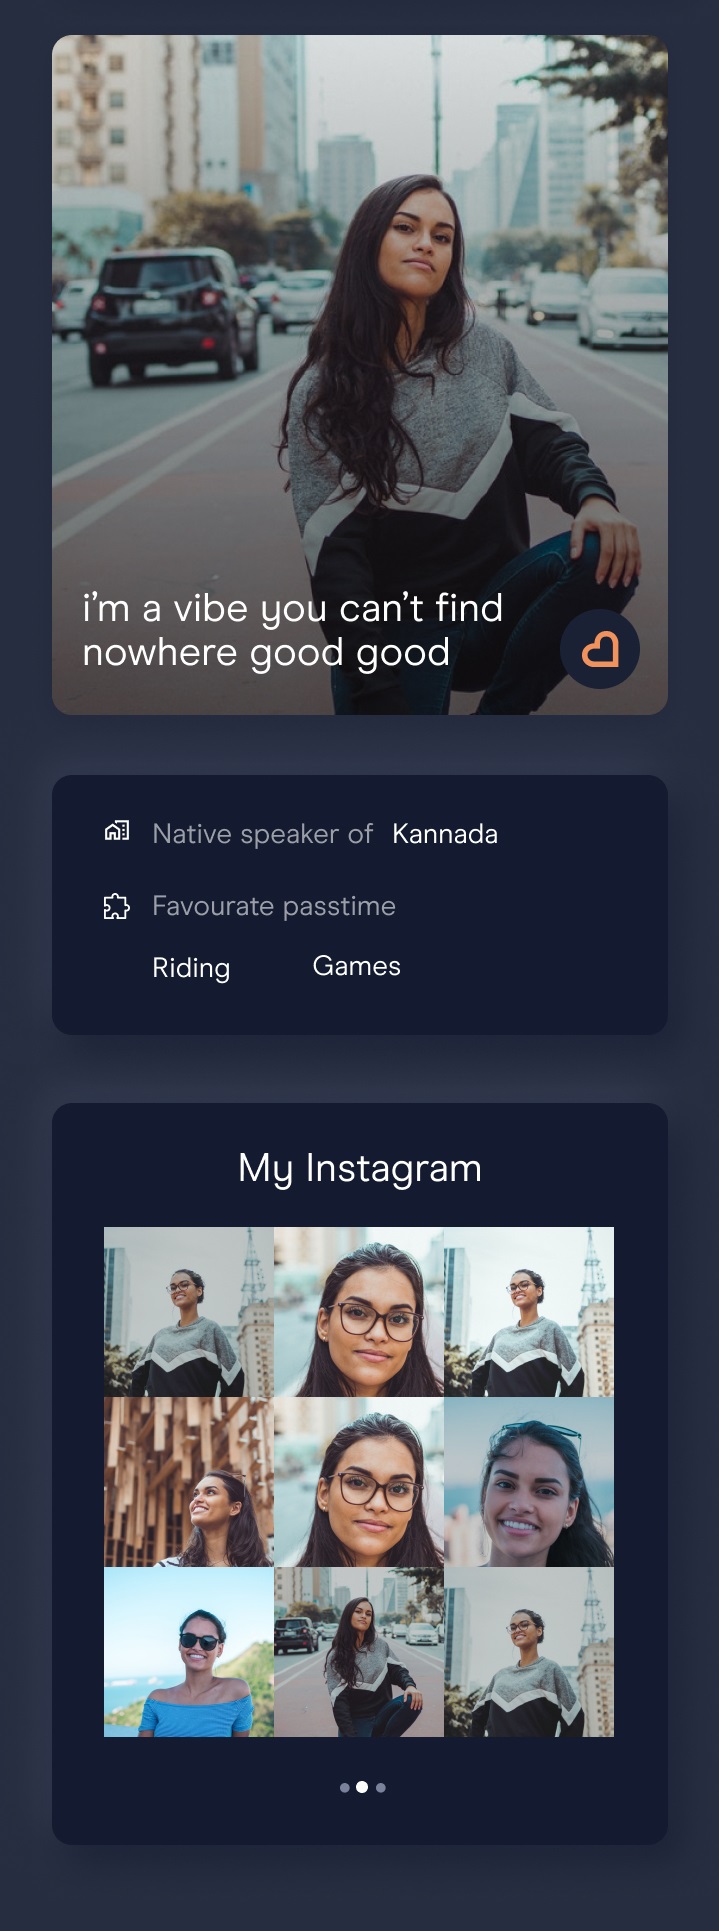 i’m a vibe you can’t find
nowhere good good
Native speaker of Kannada
Favourate passtime
Riding Games
My Instagram